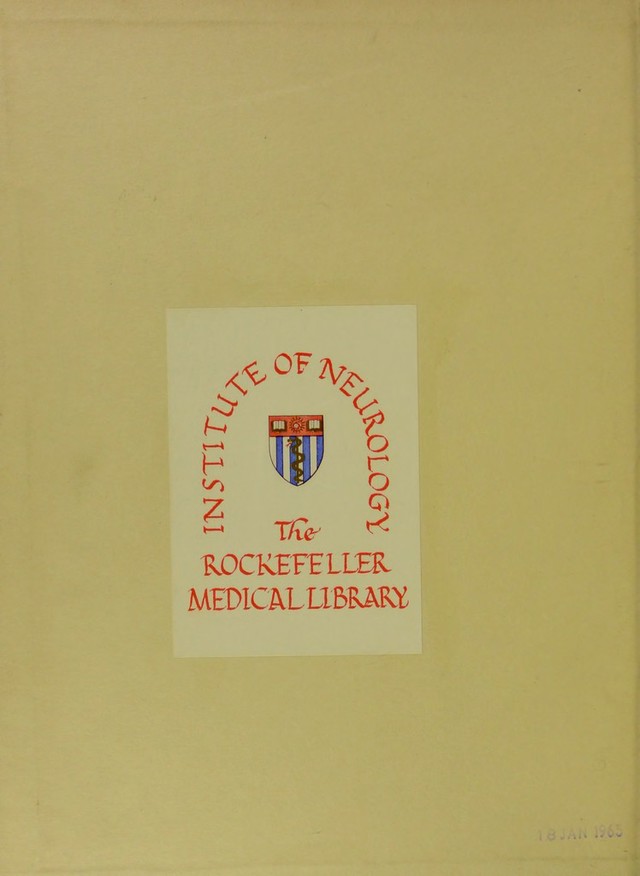 INSTITUTE OF NEUROLOGY
The
ROCKEFELLER
MEDICAL LIBRARY
18 JAN 1965